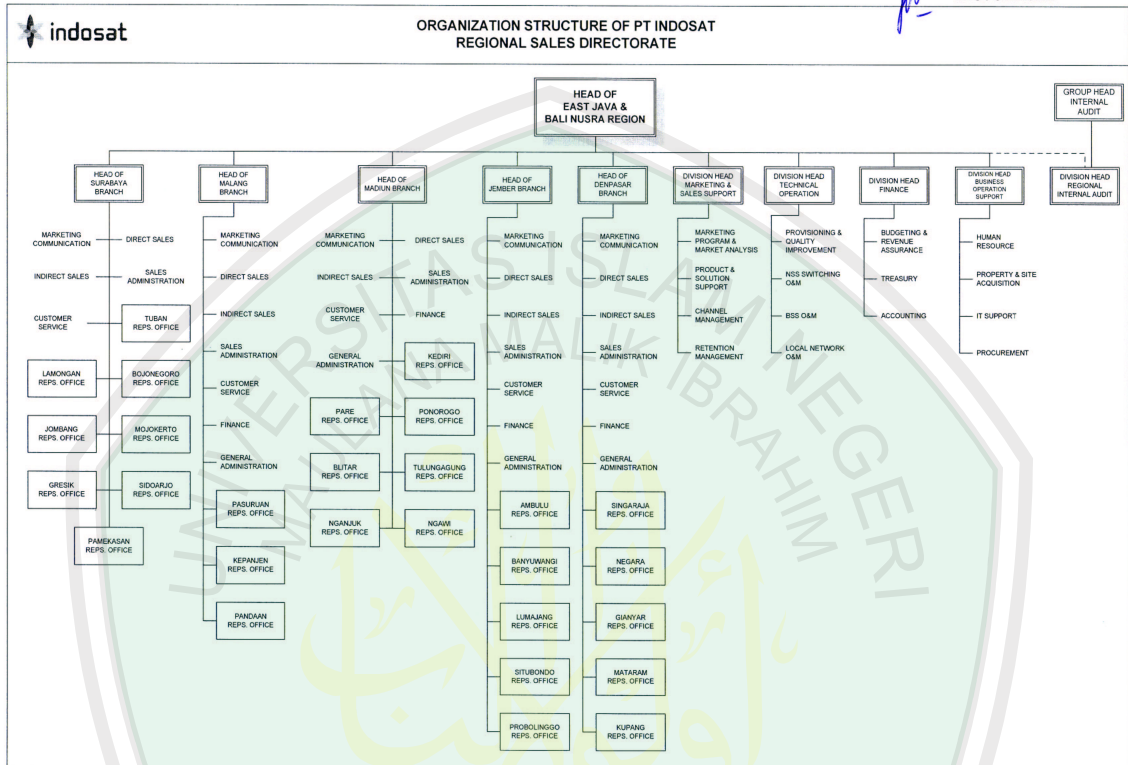 indosat
ORGANIZATION STRUCTURE OF PT INDOSAT
REGIONAL SALES DIRECTORATE
HEAD OF
EAST JAVA &
BALI NUSRA REGION
GROUP HEAD
INTERNAL
AUDIT
HEAD OF
SURABAYA
BRANCH
HEAD OF
MALANG
BRANCH
HEAD OF
MADIUN BRANCH
HEAD OF
JEMBER BRANCH
HEAD OF
DENPASAR
BRANCH
DIVISION HEAD
MARKETING &
SALES SUPPORT
DIVISION HEAD
TECHNICAL
OPERATION
DIVISION HEAD
FINANCE
DIVISION HEAD
BUSINESS
OPERATION
SUPPORT
DIVISION HEAD
REGIONAL
INTERNAL AUDIT
MARKETING
COMMUNICATION
DIRECT SALES
INDIRECT SALES
SALES
ADMINISTRATION
CUSTOMER
SERVICE
TUBAN
REPS. OFFICE
LAMONGAN
REPS. OFFICE
BOJONEGORO
REPS. OFFICE
JOMBANG
REPS. OFFICE
MOJOKERTO
REPS. OFFICE
GRESIK
REPS. OFFICE
SIDOARJO
REPS. OFFICE
PAMEKASAN
REPS. OFFICE
MARKETING
COMMUNICATION
DIRECT SALES
INDIRECT SALES
SALES
ADMINISTRATION
CUSTOMER
SERVICE
FINANCE
GENERAL
ADMINISTRATION
PASURUAN
REPS. OFFICE
KEPANJEN
REPS. OFFICE
PANDAAN
REPS. OFFICE
MARKETING
COMMUNICATION
DIRECT SALES
INDIRECT SALES
SALES
ADMINISTRATION
CUSTOMER
SERVICE
FINANCE
GENERAL
ADMINISTRATION
KEDIRI
REPS. OFFICE
PARE
REPS. OFFICE
PONOROGO
REPS. OFFICE
BLITAR
REPS. OFFICE
TULUNGAGUNG
REPS. OFFICE
NGANJUK
REPS. OFFICE
NGAWI
REPS. OFFICE
MARKETING
COMMUNICATION
DIRECT SALES
INDIRECT SALES
SALES
ADMINISTRATION
CUSTOMER
SERVICE
FINANCE
GENERAL
ADMINISTRATION
AMBULU
REPS. OFFICE
BANYUWANGI
REPS. OFFICE
LUMAJANG
REPS. OFFICE
SITUBONDO
REPS. OFFICE
PROBOLINGGO
REPS. OFFICE
MARKETING
COMMUNICATION
DIRECT SALES
INDIRECT SALES
SALES
ADMINISTRATION
CUSTOMER
SERVICE
FINANCE
GENERAL
ADMINISTRATION
SINGARAJA
REPS. OFFICE
NEGARA
REPS. OFFICE
GIANYAR
REPS. OFFICE
MATARAM
REPS. OFFICE
KUPANG
REPS. OFFICE
MARKETING
PROGRAM &
MARKET ANALYSIS
PRODUCT &
SOLUTION
SUPPORT
CHANNEL
MANAGEMENT
RETENTION
MANAGEMENT
PROVISIONING &
QUALITY
IMPROVEMENT
NSS SWITCHING
O&M
BSS O&M
LOCAL NETWORK
O&M
BUDGETING &
REVENUE
ASSURANCE
TREASURY
ACCOUNTING
HUMAN
RESOURCE
PROPERTY & SITE
ACQUISITION
IT SUPPORT
PROCUREMENT
UNIVERSITAS ISLAM NEGERI
MAULANA MALIK IBRAHIM